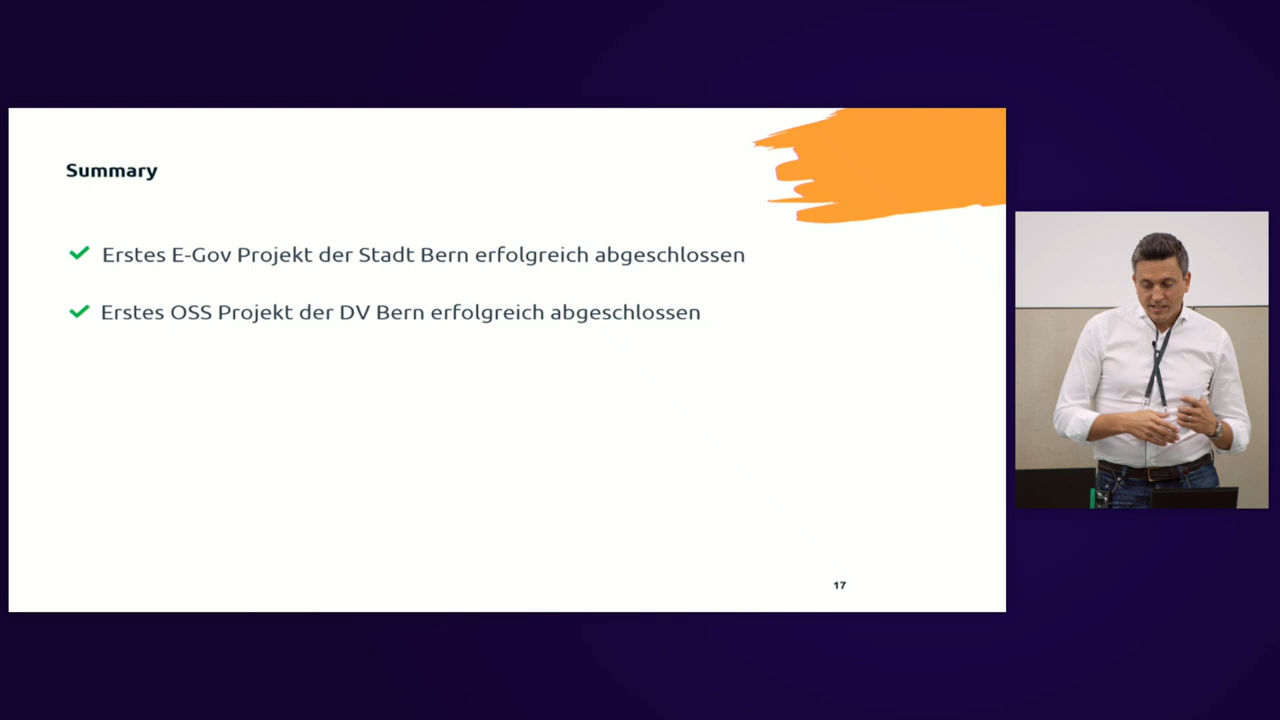 Summary
Erstes E-Gov Projekt der Stadt Bern erfolgreich abgeschlossen
Erstes OSS Projekt der DV Bern erfolgreich abgeschlossen
17